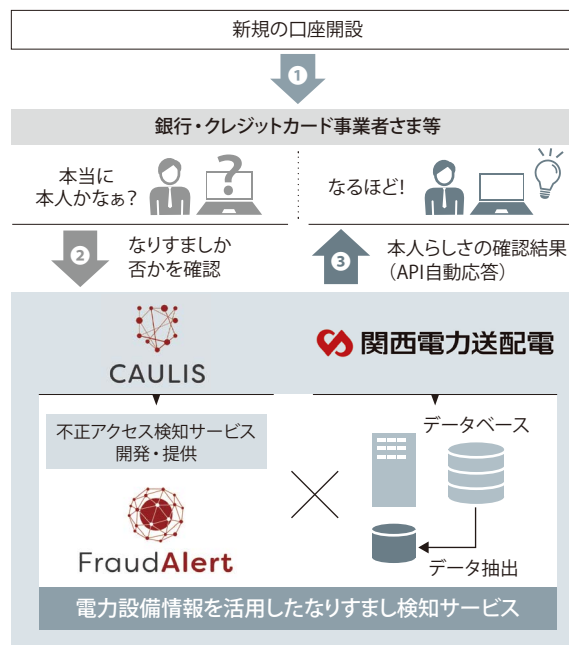 新規の口座開設
1
銀行・クレジットカード事業者さま等
本当に
本人かなぁ?
?
なるほど!
2
なりすましか
否かを確認
3
本人らしさの確認結果
（API自動応答）
CAULIS
関西電力送配電
不正アクセス検知サービス
開発・提供
FraudAlert
データベース
データ抽出
電力設備情報を活用したなりすまし検知サービス